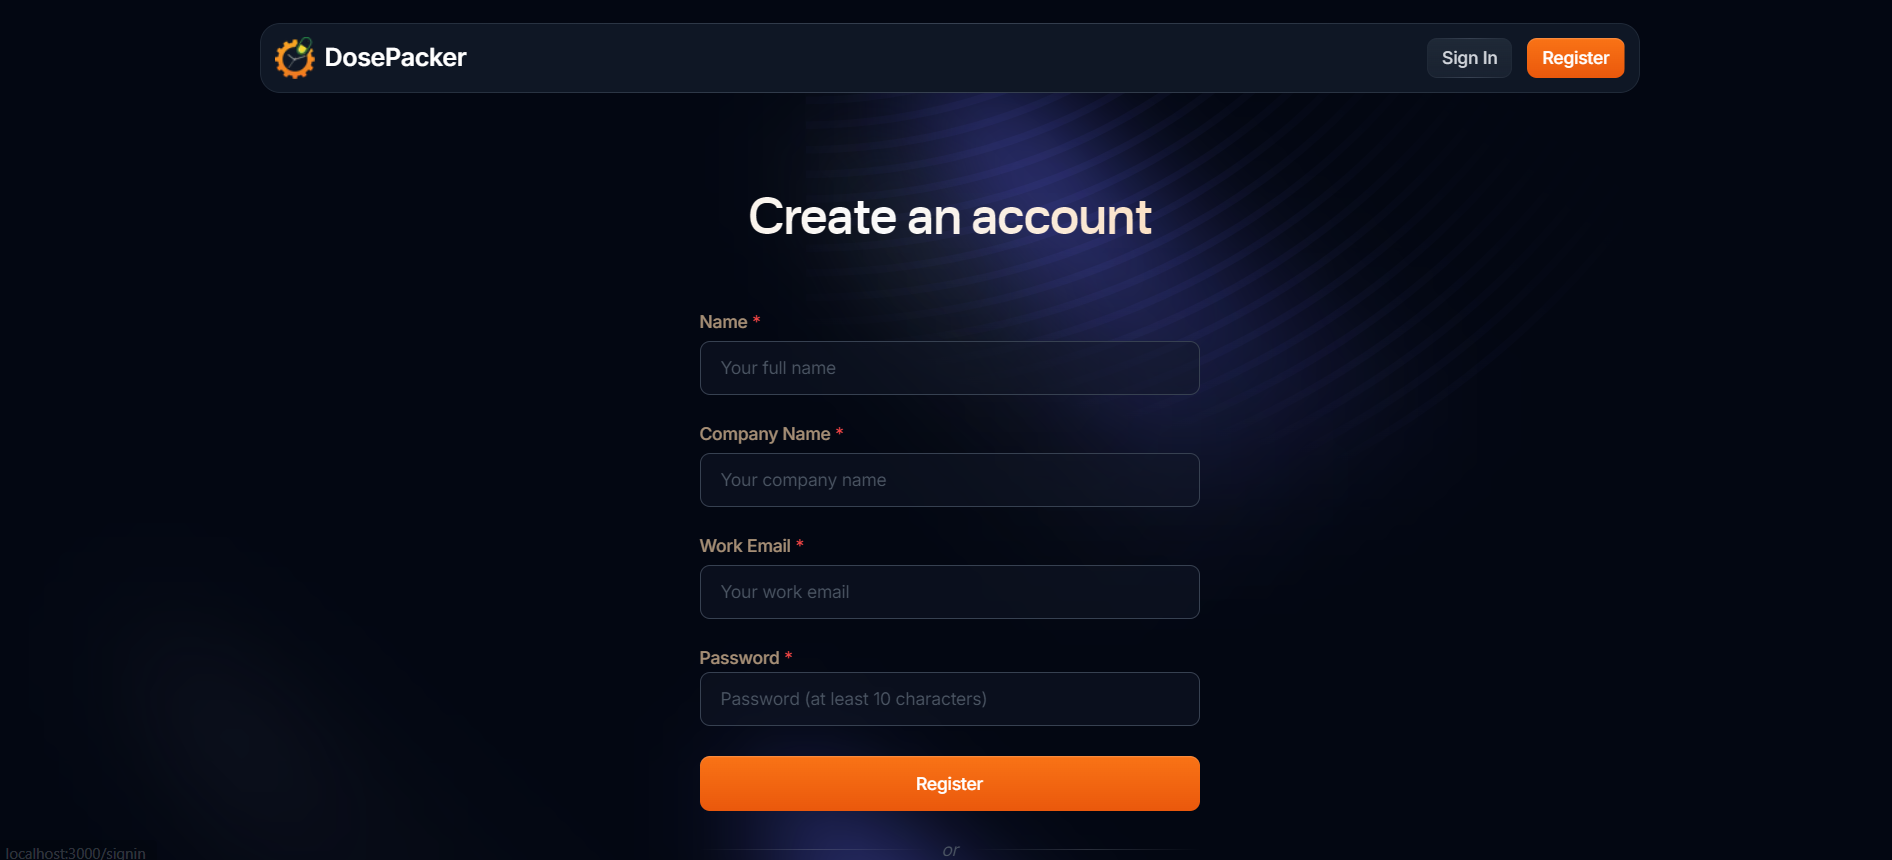 DosePacker
Sign In
Register
Create an account
Name *
Your full name
Company Name *
Your company name
Work Email *
Your work email
Password *
Password (at least 10 characters)
Register
or
localhost:3000/signin